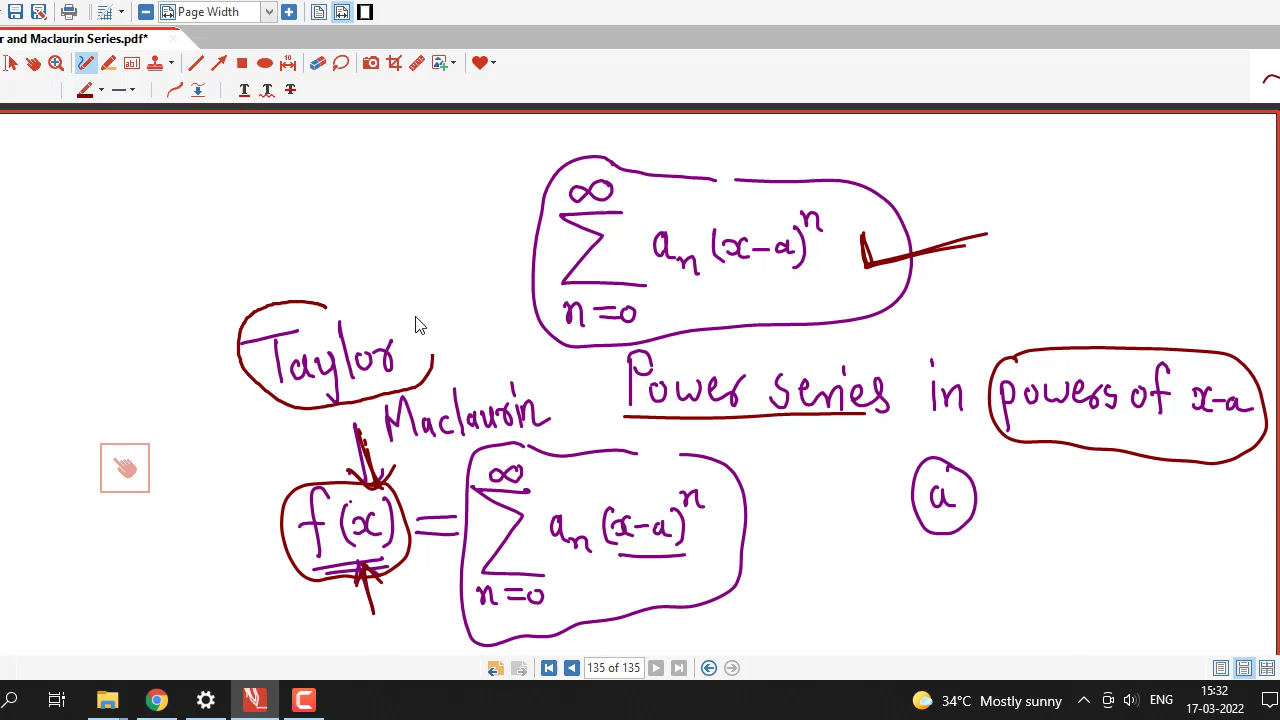 Page Width
r and Maclaurin Series.pdf*
∞
∑ aₙ (x-a)ⁿ
n=0
Taylor
Power series in powers of x-a
Maclaurin
a
∞
f(x) = ∑ aₙ (x-a)ⁿ
n=0
135 of 135
34°C Mostly sunny
ENG
15:32
17-03-2022